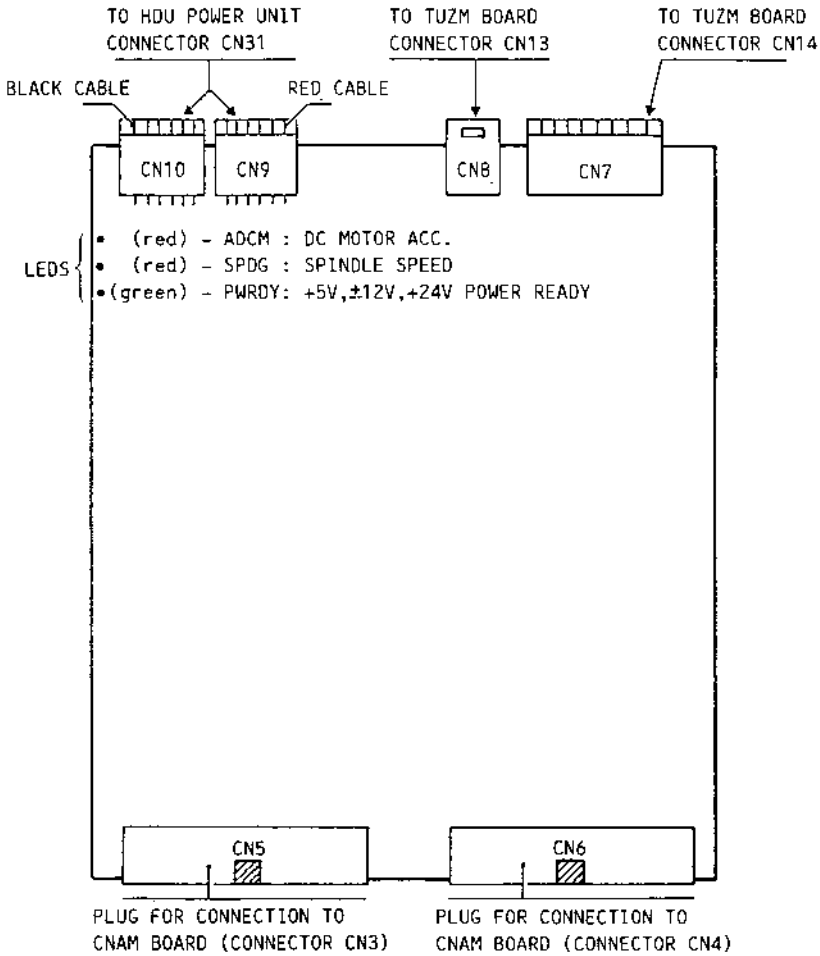 TO HDU POWER UNIT
CONNECTOR CN31
TO TUZM BOARD
CONNECTOR CN13
TO TUZM BOARD
CONNECTOR CN14
BLACK CABLE
RED CABLE
CN10
CN9
CN8
CN7
LEDS
• (red) - ADCM : DC MOTOR ACC.
• (red) - SPDG : SPINDLE SPEED
• (green) - PWRDY: +5V,±12V,+24V POWER READY
CN5
CN6
PLUG FOR CONNECTION TO
CNAM BOARD (CONNECTOR CN3)
PLUG FOR CONNECTION TO
CNAM BOARD (CONNECTOR CN4)